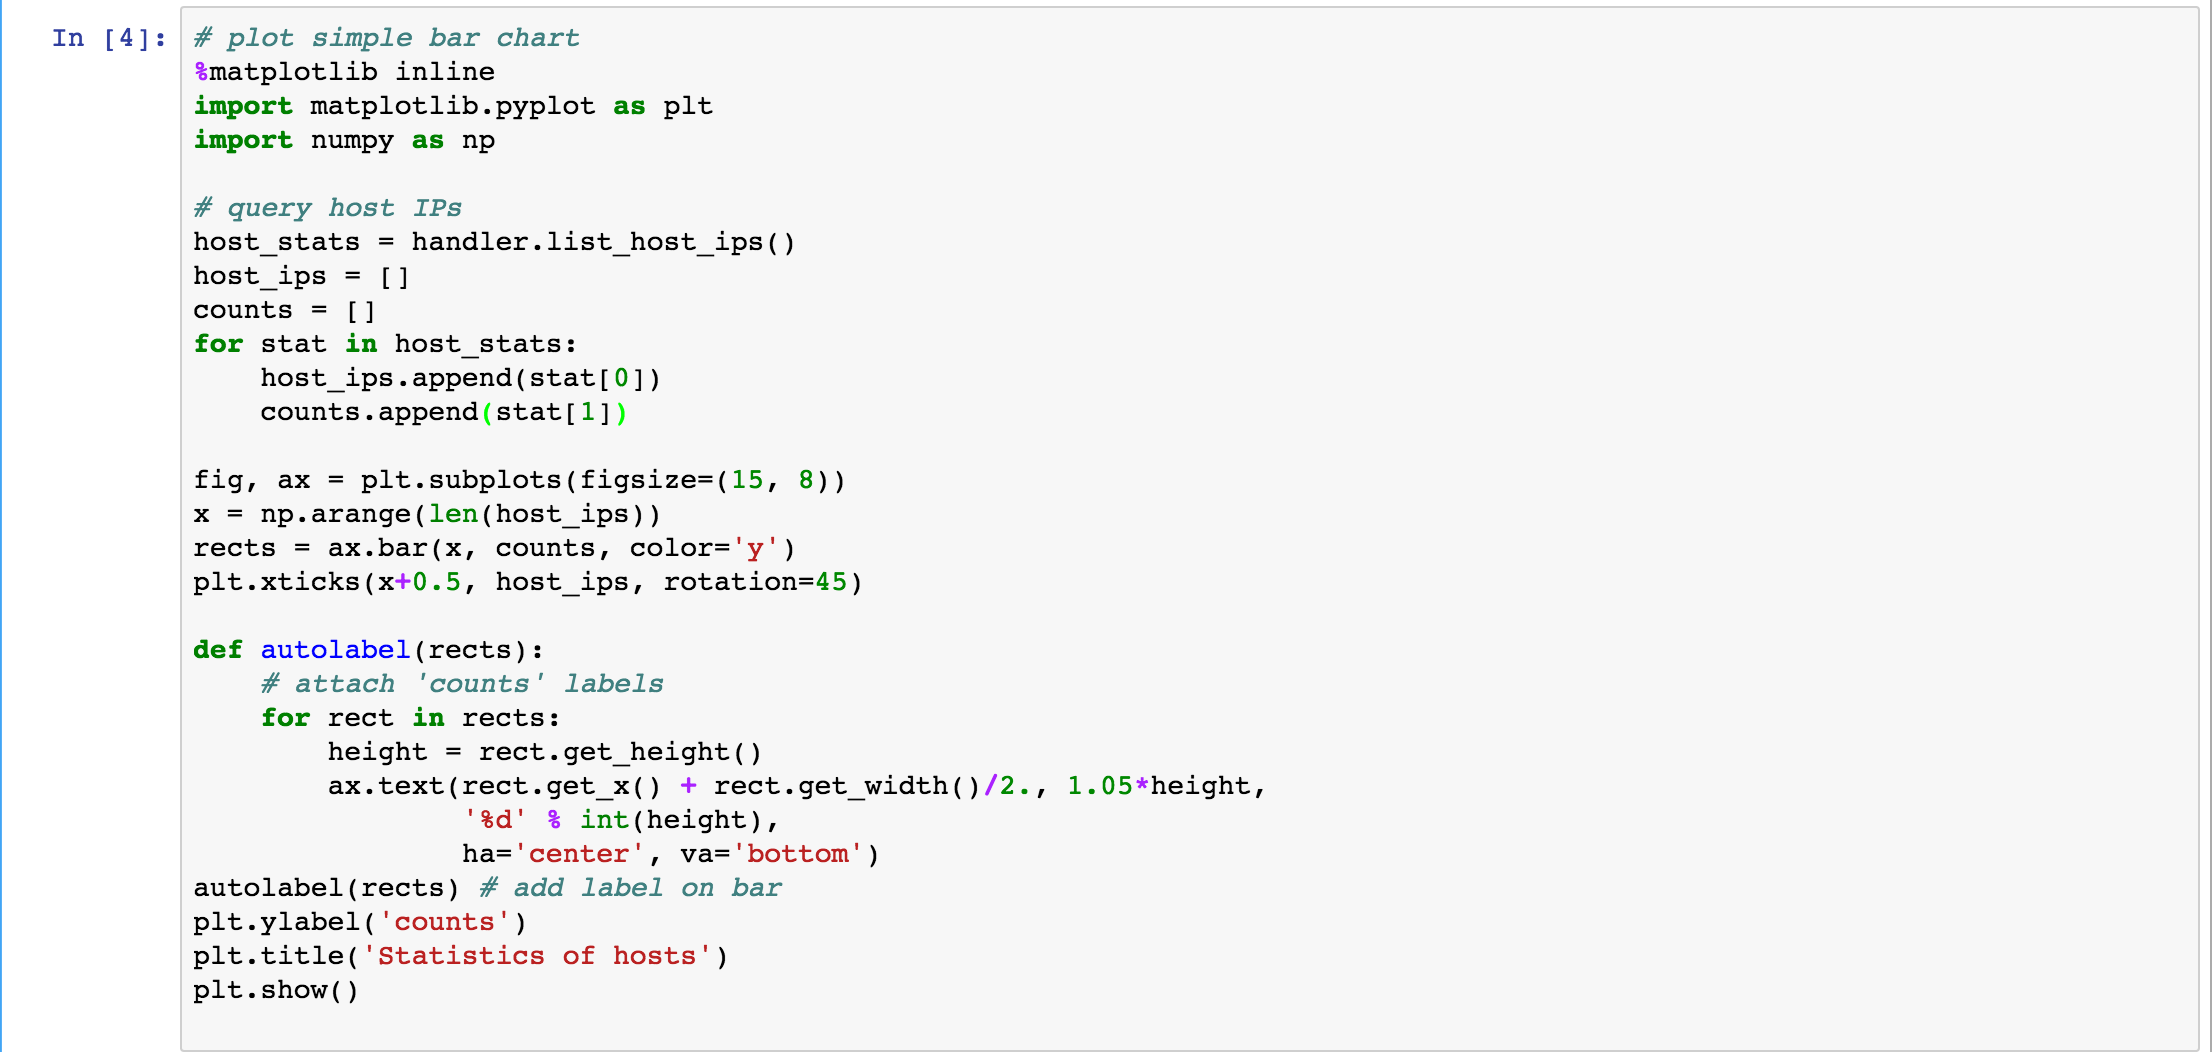 In [4]:
# plot simple bar chart
%matplotlib inline
import matplotlib.pyplot as plt
import numpy as np

# query host IPs
host_stats = handler.list_host_ips()
host_ips = []
counts = []
for stat in host_stats:
    host_ips.append(stat[0])
    counts.append(stat[1])

fig, ax = plt.subplots(figsize=(15, 8))
x = np.arange(len(host_ips))
rects = ax.bar(x, counts, color='y')
plt.xticks(x+0.5, host_ips, rotation=45)

def autolabel(rects):
    # attach 'counts' labels
    for rect in rects:
        height = rect.get_height()
        ax.text(rect.get_x() + rect.get_width()/2., 1.05*height,
                '%d' % int(height),
                ha='center', va='bottom')
autolabel(rects) # add label on bar
plt.ylabel('counts')
plt.title('Statistics of hosts')
plt.show()